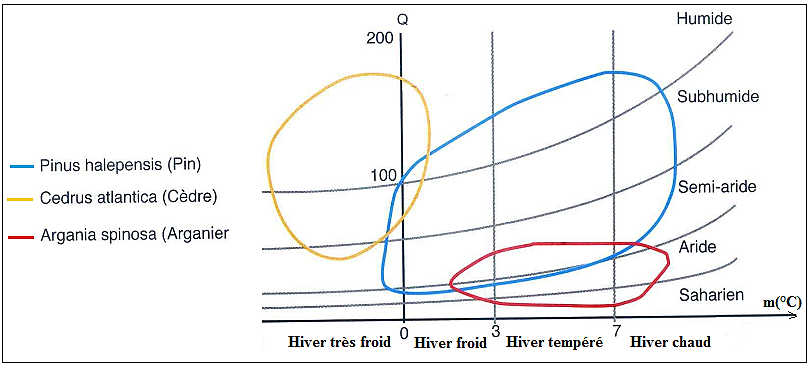 Q
200
100
Humide
Subhumide
Semi-aride
Aride
Saharien
Pinus halepensis (Pin)
Cedrus atlantica (Cèdre)
Argania spinosa (Arganier
m(°C)
0
3
7
Hiver très froid
Hiver froid
Hiver tempéré
Hiver chaud